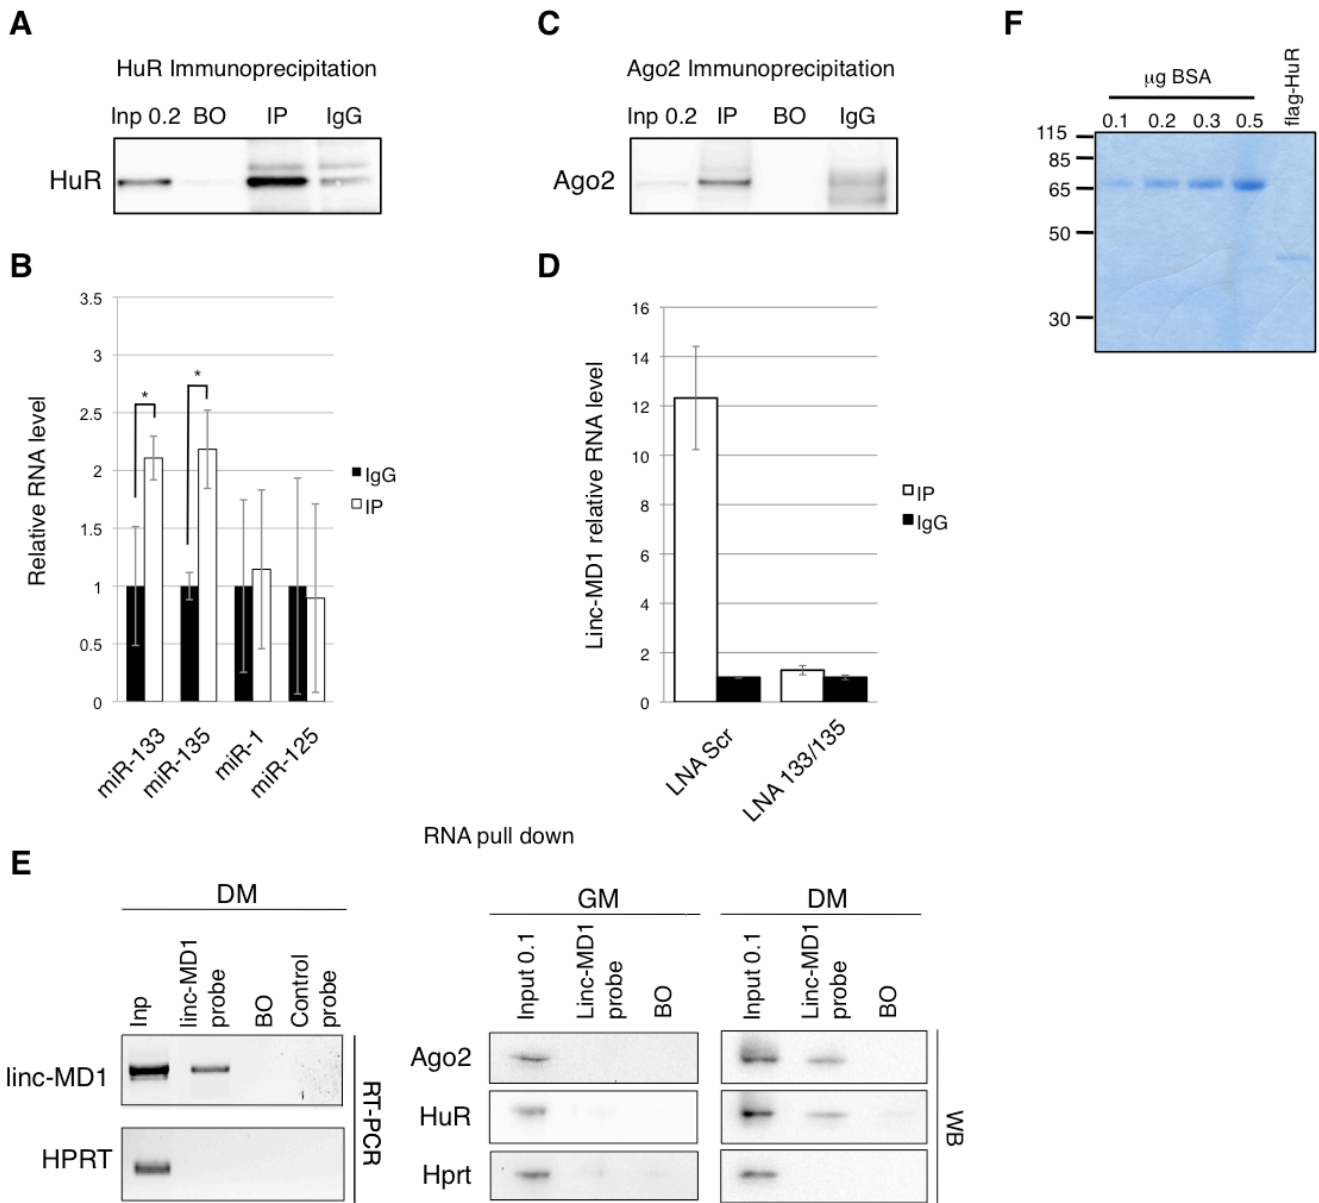 A
HuR Immunoprecipitation
Inp 0.2 BO IP IgG
HuR
B
3.5
3
2.5
2
1.5
1
0.5
0
Relative RNA level
* *
IgG
IP
miR-133
miR-135
miR-1
miR-125
C
Ago2 Immunoprecipitation
Inp 0.2 IP BO IgG
Ago2
D
16
14
12
10
8
6
4
2
0
Linc-MD1 relative RNA level
IP
IgG
LNA Scr
LNA 133/135
F
µg BSA
0.1 0.2 0.3 0.5
flag-HuR
115
85
65
50
30
RNA pull down
E
DM
Inp
linc-MD1
probe
BO
Control
probe
linc-MD1
HPRT
RT-PCR
GM
Input 0.1
Linc-MD1
probe
BO
DM
Input 0.1
Linc-MD1
probe
BO
Ago2
HuR
Hprt
WB